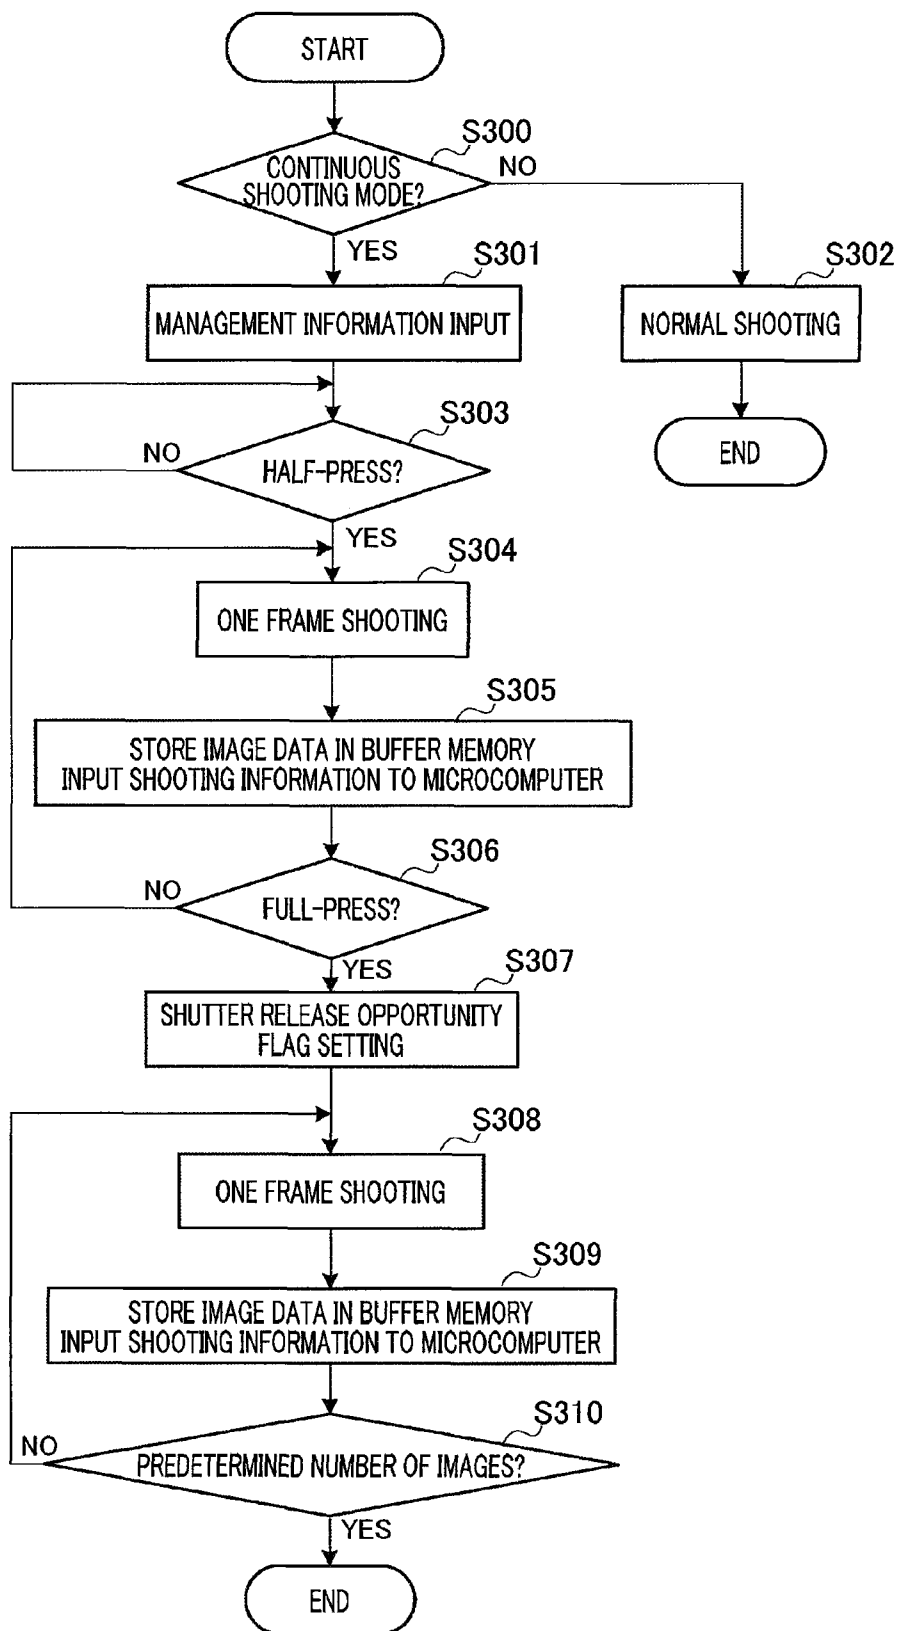 START
S300
CONTINUOUS
SHOOTING MODE?
NO
YES
S301
MANAGEMENT INFORMATION INPUT
S302
NORMAL SHOOTING
END
S303
HALF-PRESS?
NO
YES
S304
ONE FRAME SHOOTING
S305
STORE IMAGE DATA IN BUFFER MEMORY
INPUT SHOOTING INFORMATION TO MICROCOMPUTER
S306
FULL-PRESS?
NO
YES
S307
SHUTTER RELEASE OPPORTUNITY
FLAG SETTING
S308
ONE FRAME SHOOTING
S309
STORE IMAGE DATA IN BUFFER MEMORY
INPUT SHOOTING INFORMATION TO MICROCOMPUTER
S310
PREDETERMINED NUMBER OF IMAGES?
NO
YES
END